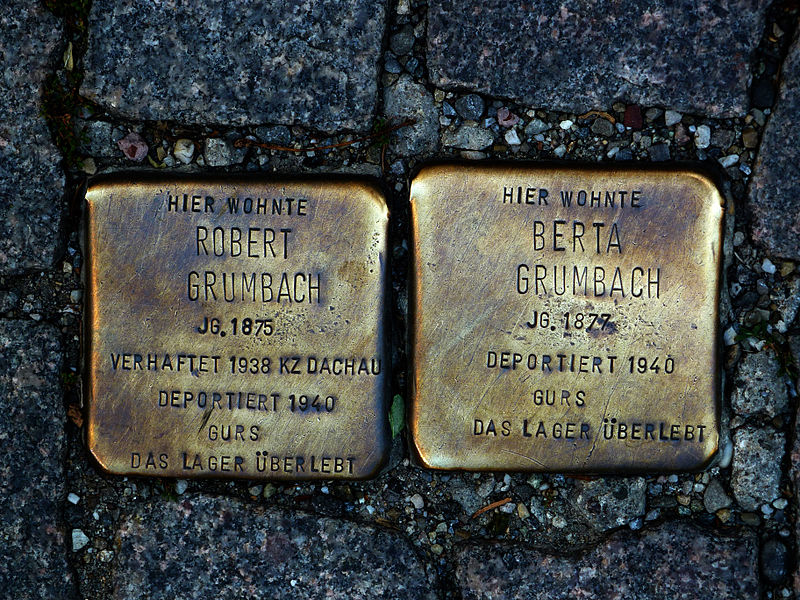 HIER WOHNTE
ROBERT
GRUMBACH
JG. 1875
VERHAFTET 1938 KZ DACHAU
DEPORTIERT 1940
GURS
DAS LAGER ÜBERLEBT
HIER WOHNTE
BERTA
GRUMBACH
JG. 1877
DEPORTIERT 1940
GURS
DAS LAGER ÜBERLEBT